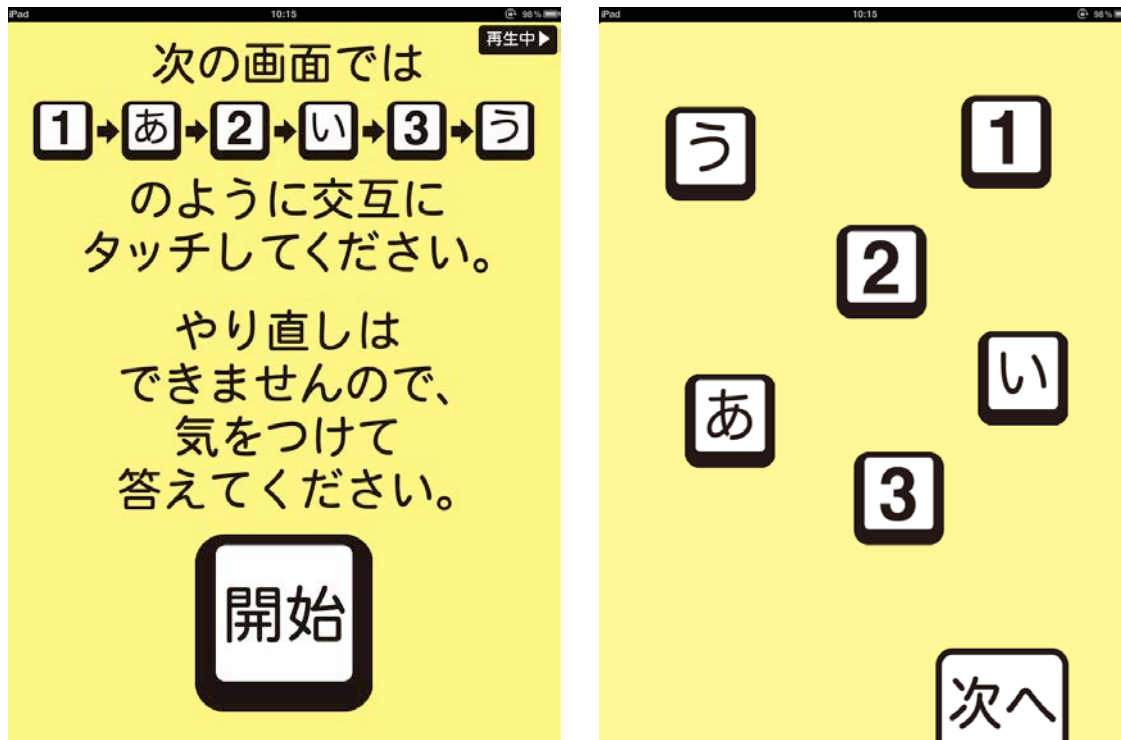 iPad 10:15 98%
再生中▶
次の画面では
1➡あ➡2➡い➡3➡う
のように交互に
タッチしてください。
やり直しは
できませんので、
気をつけて
答えてください。
開始
iPad 10:15 98%
う 1
2
い
あ
3
次へ